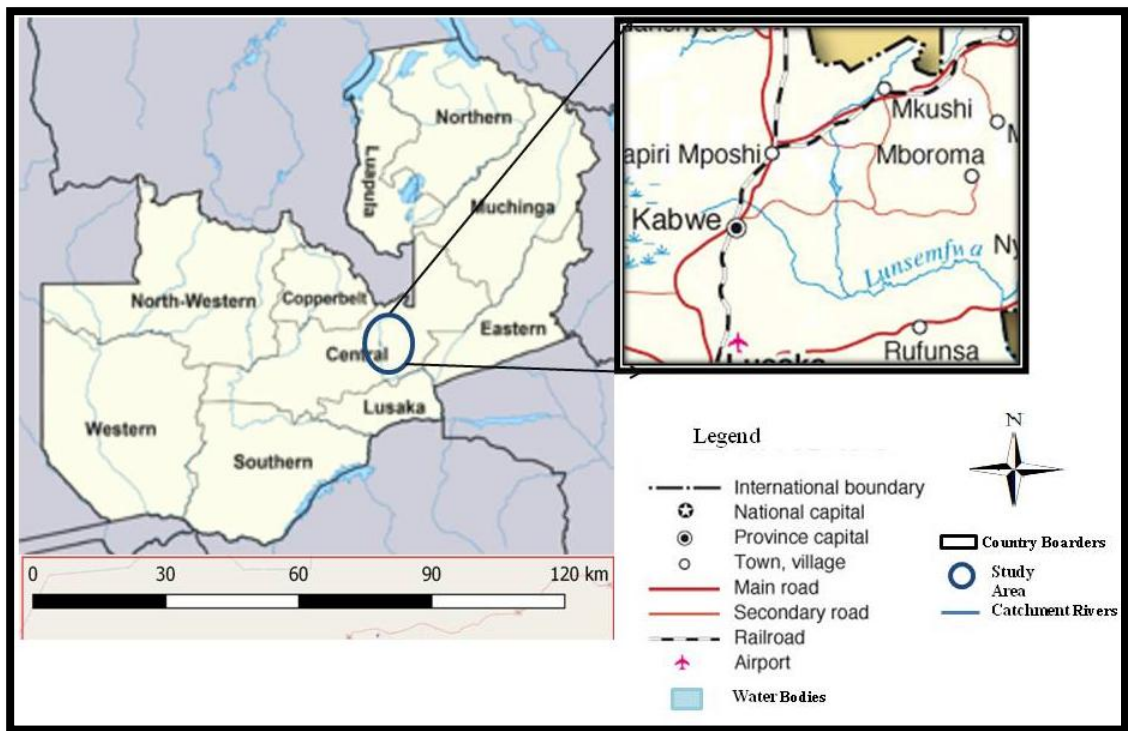 Northern
Luapula
Muchinga
North-Western
Copperbelt
Eastern
Central
Lusaka
Western
Southern
0 30 60 90 120 km
Mkushi
apiri Mposhi
Mboroma
M
Kabwe
Ny
Lunsemfwa
Rufunsa
Lusaka
Legend
International boundary
National capital
Province capital
Town, village
Main road
Secondary road
Railroad
Airport
Water Bodies
N
Country Boarders
Study
Area
Catchment Rivers